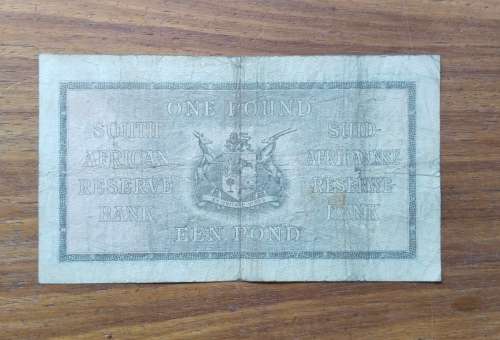 ONE POUND
SOUTH
AFRICAN
RESERVE
BANK
SUID-
AFRIKAANSE
RESERWE-
BANK
EEN POND